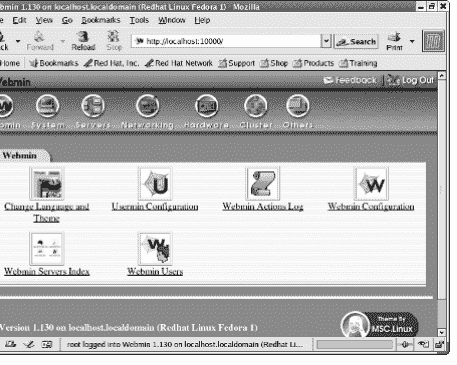 bmin 1.130 on localhost.localdomain (Redhat Linux Fedora 1) - Mozilla
Edit View Go Bookmarks Tools Window Help
ck Forward Reload Stop http://localhost:10000/ Search Print
Home Bookmarks Red Hat, Inc. Red Hat Network Support Shop Products Training
Webmin Feedback Log Out
bmin System Servers Networking Hardware Cluster Others
Webmin
Change Language and Theme Usermin Configuration Webmin Actions Log Webmin Configuration
Webmin Servers Index Webmin Users
Version 1.130 on localhost.localdomain (Redhat Linux Fedora 1)
Theme By
MSC.Linux
root logged into Webmin 1.130 on localhost.localdomain (Redhat Li...